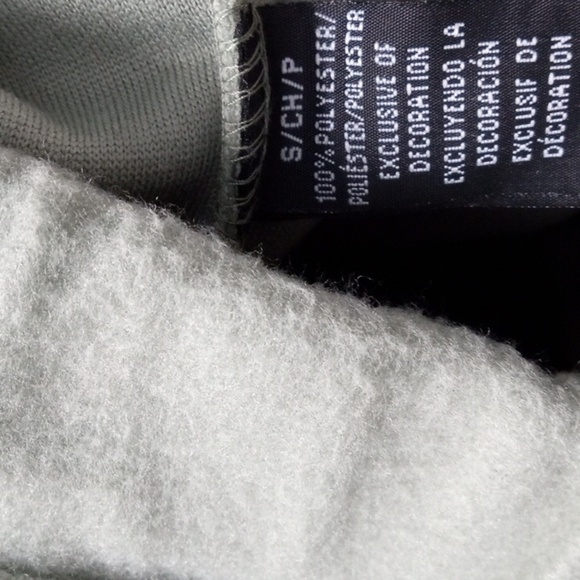 S/CH/P
100% POLYESTER/
POLIÉSTER/POLYESTER
EXCLUSIVE OF
DECORATION
EXCLUYENDO LA
DECORACIÓN
EXCLUSIF DE
DÉCORATION